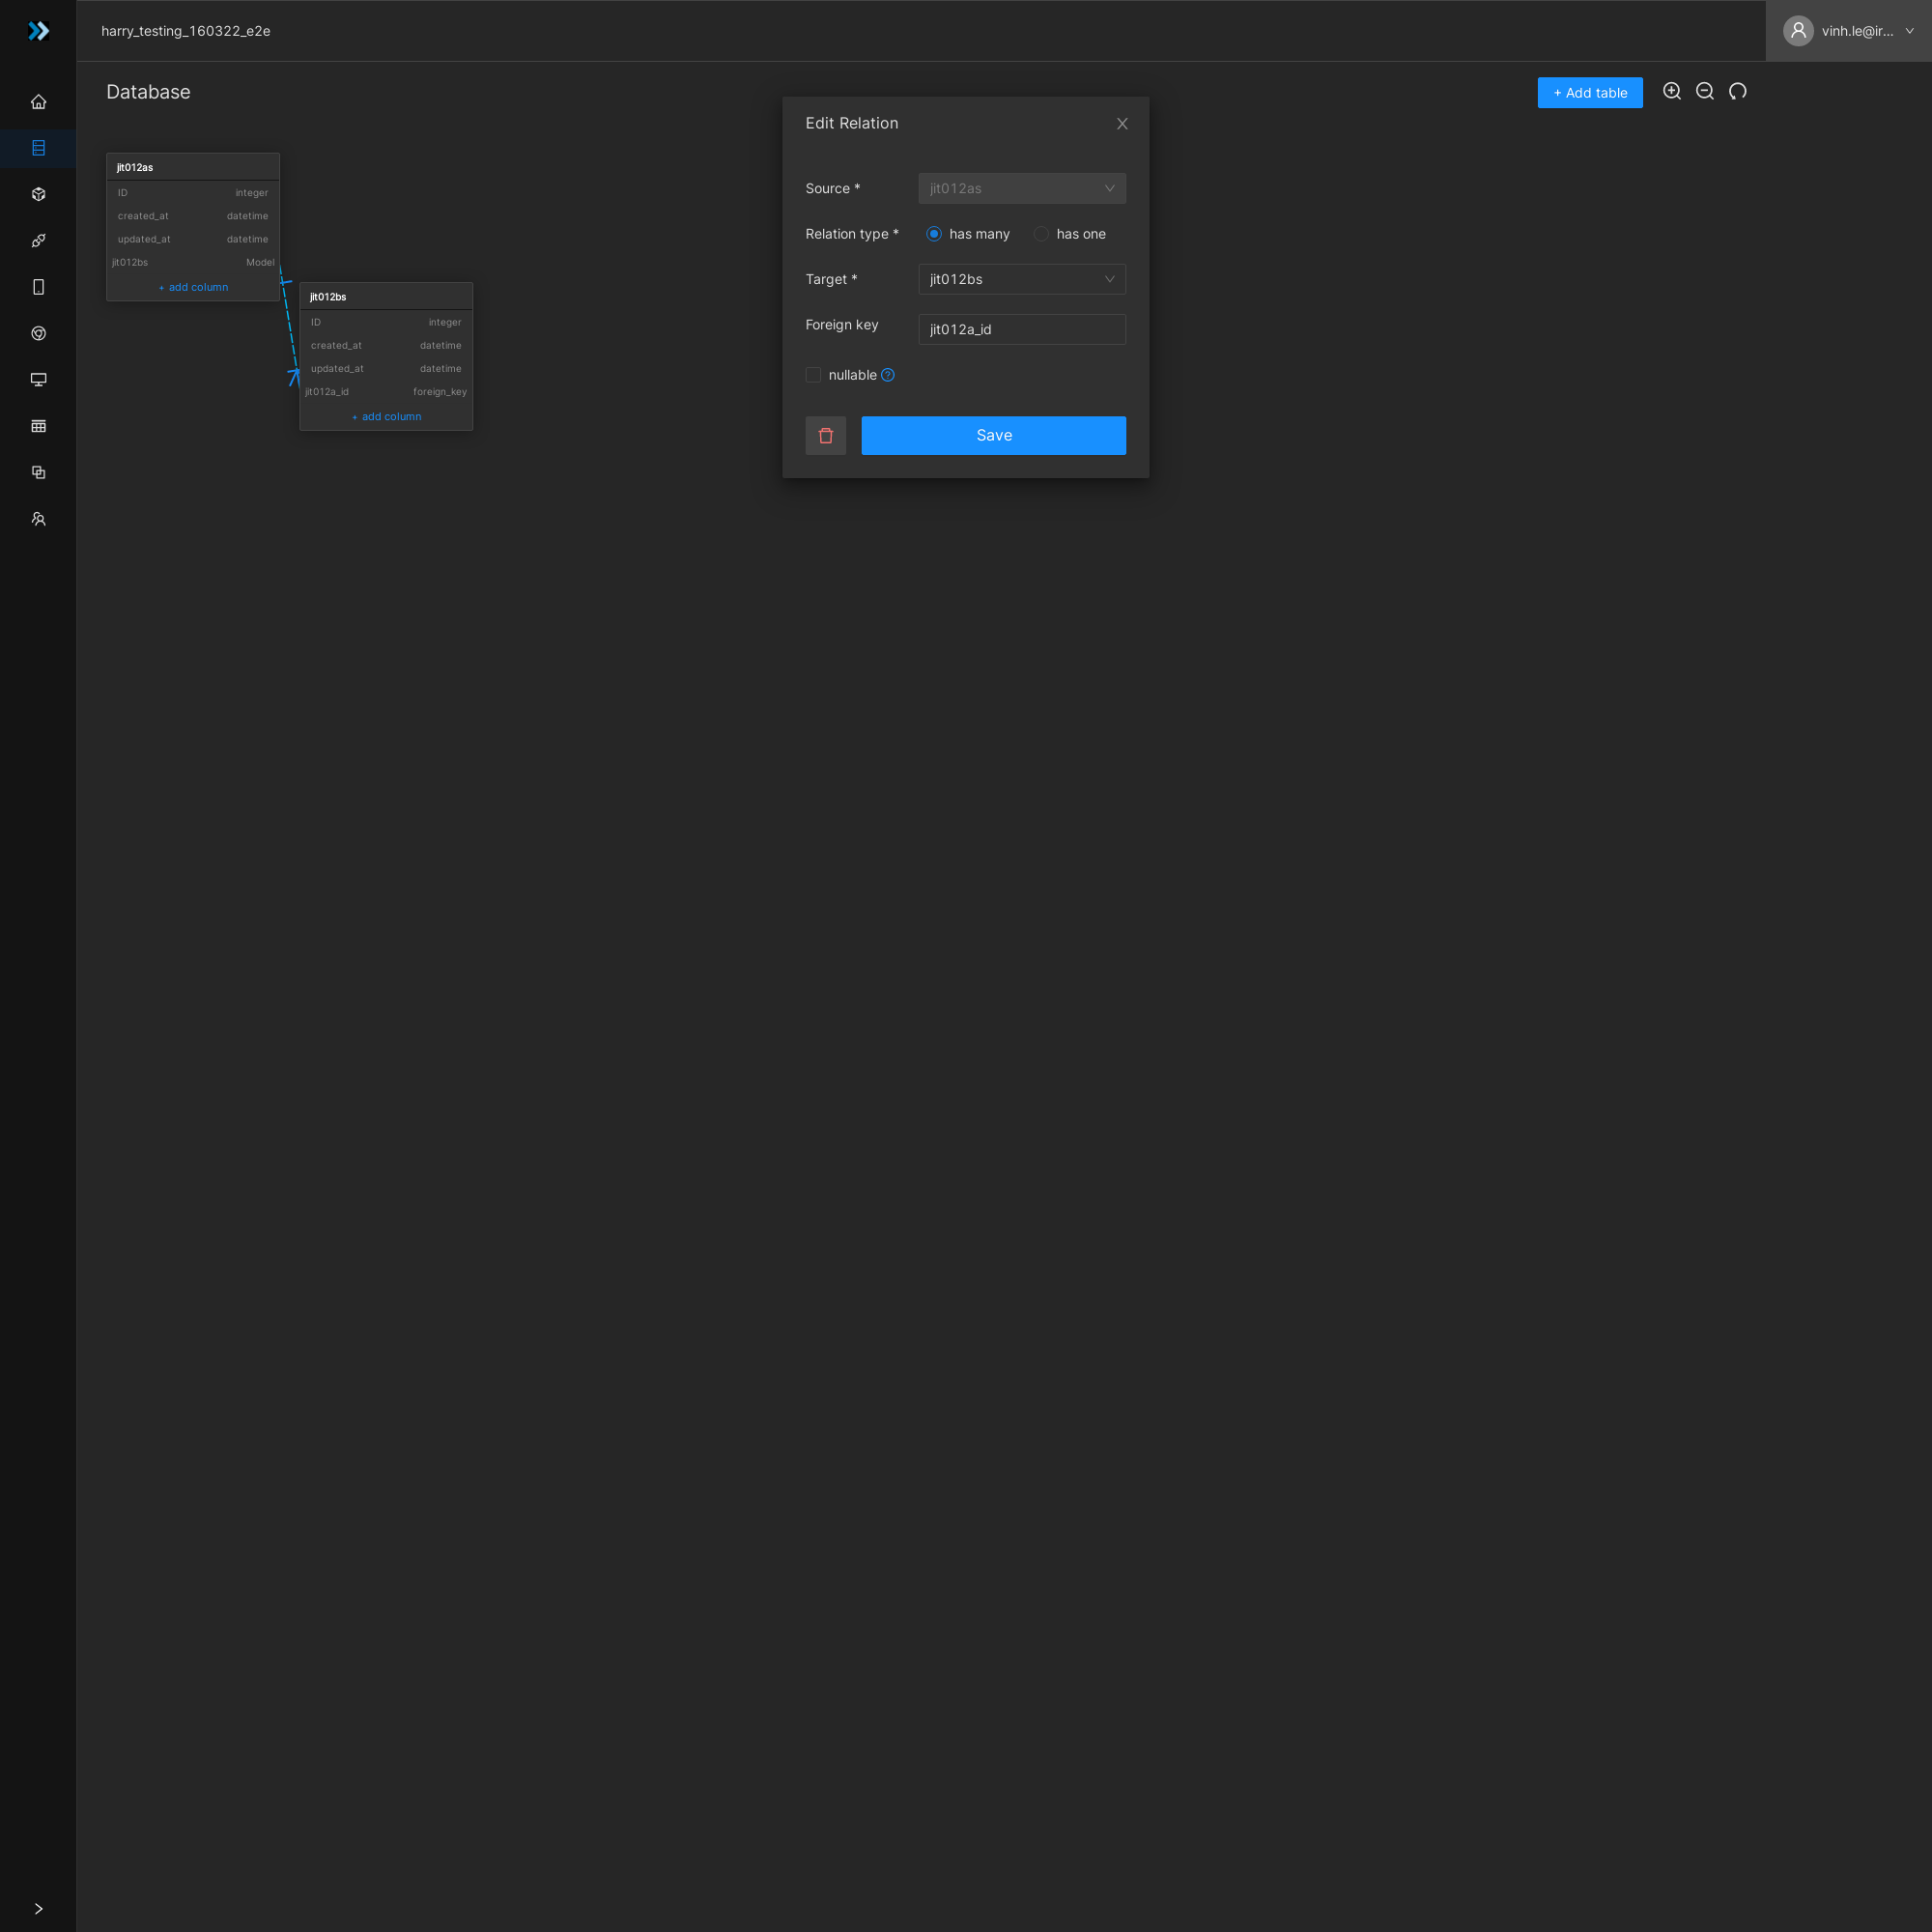 harry_testing_160322_e2e
vinh.le@ir...
Database
+ Add table
jit012as
ID integer
created_at datetime
updated_at datetime
jit012bs Model
+ add column
jit012bs
ID integer
created_at datetime
updated_at datetime
jit012a_id foreign_key
+ add column
Edit Relation
Source * jit012as
Relation type * has many has one
Target * jit012bs
Foreign key jit012a_id
nullable
Save